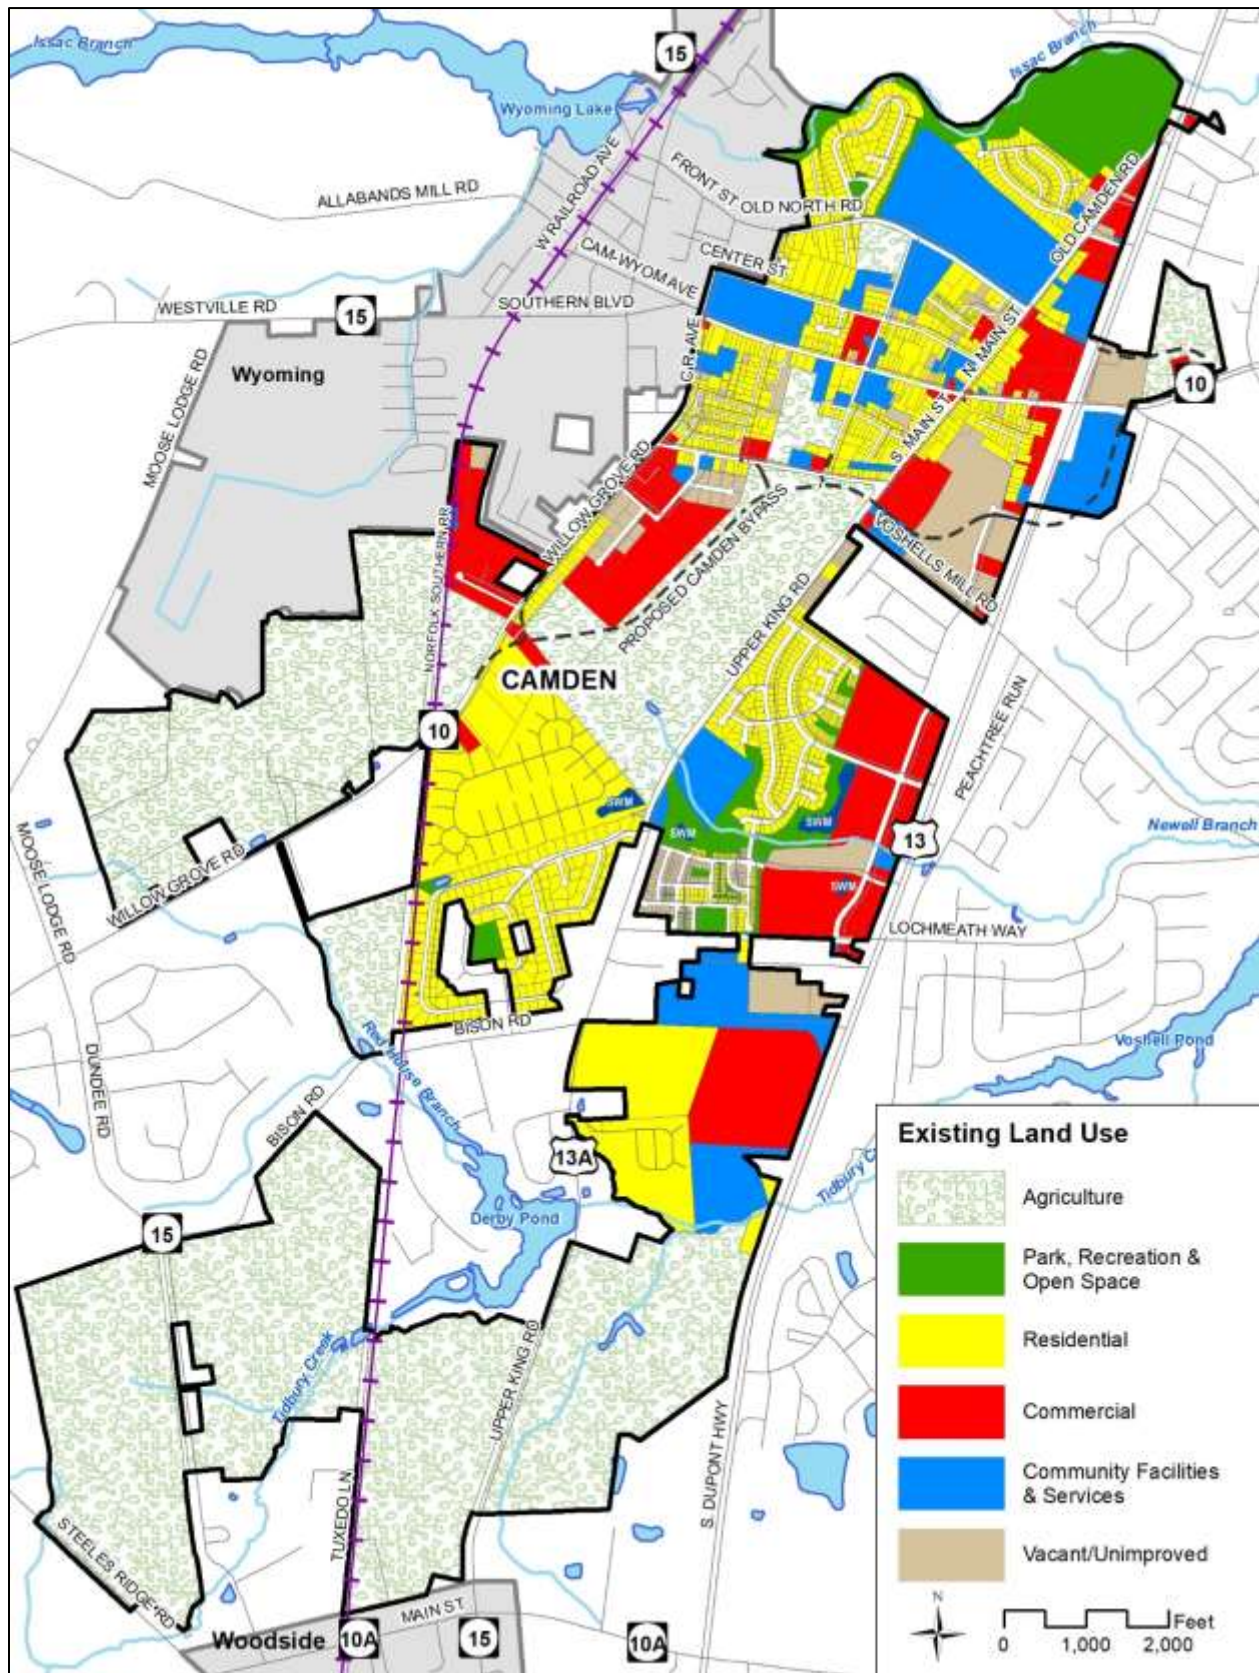 Issac Branch
15
Issac Branch
Wyoming Lake
W RAILROAD AVE
FRONT ST
ALLABANDS MILL RD
OLD NORTH RD
OLD CAMDEN RD
CENTER ST
CAM-WYOM AVE
WESTVILLE RD
15
SOUTHERN BLVD
C.R. AVE
N. MAIN ST
Wyoming
10
MOOSE LODGE RD
S. MAIN ST
WILLOW GROVE RD
NORFOLK SOUTHERN RR
PROPOSED CAMDEN BYPASS
VOSHELLS MILL RD
UPPER KING RD
CAMDEN
10
PEACHTREE RUN
SWM
SWM
SWM
13
Newell Branch
MOOSE LODGE RD
WILLOW GROVE RD
SWM
LOCHMEATH WAY
BISON RD
Red House Branch
Voshell Pond
DUNDEE RD
BISON RD
13A
Tidbury C
Derby Pond
15
Tidbury Creek
UPPER KING RD
S. DUPONT HWY
TUXEDO LN
STEELES RIDGE RD
MAIN ST
Woodside
10A
15
10A
Existing Land Use
Agriculture
Park, Recreation &
Open Space
Residential
Commercial
Community Facilities
& Services
Vacant/Unimproved
N
Feet
0 1,000 2,000